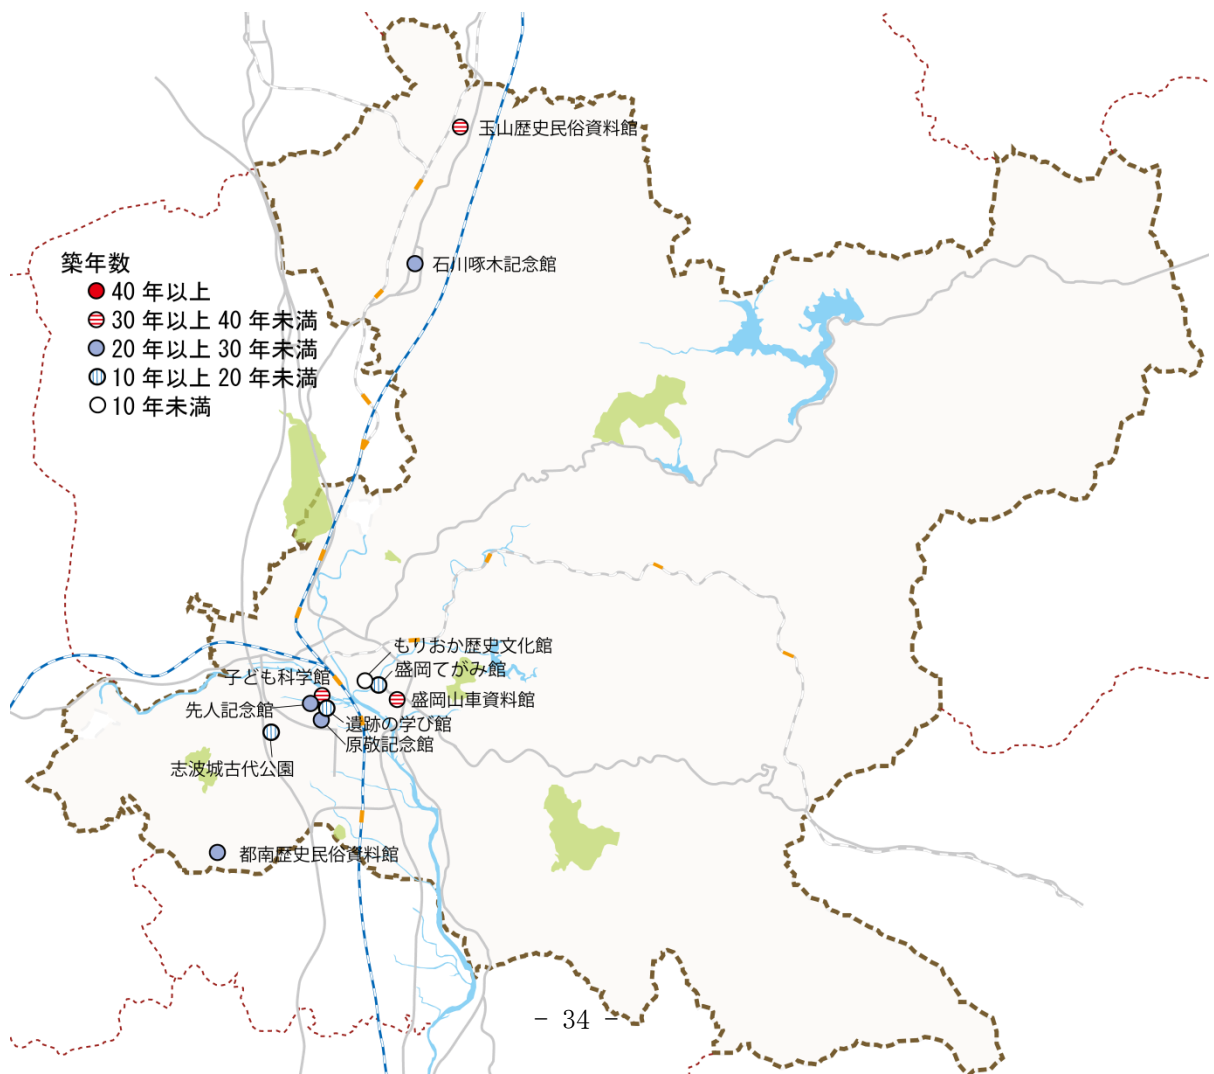 玉山歴史民俗資料館
石川啄木記念館
築年数
40 年以上
30 年以上 40 年未満
20 年以上 30 年未満
10 年以上 20 年未満
10 年未満
もりおか歴史文化館
盛岡てがみ館
子ども科学館
盛岡山車資料館
先人記念館
遺跡の学び館
原敬記念館
志波城古代公園
都南歴史民俗資料館
- 34 -